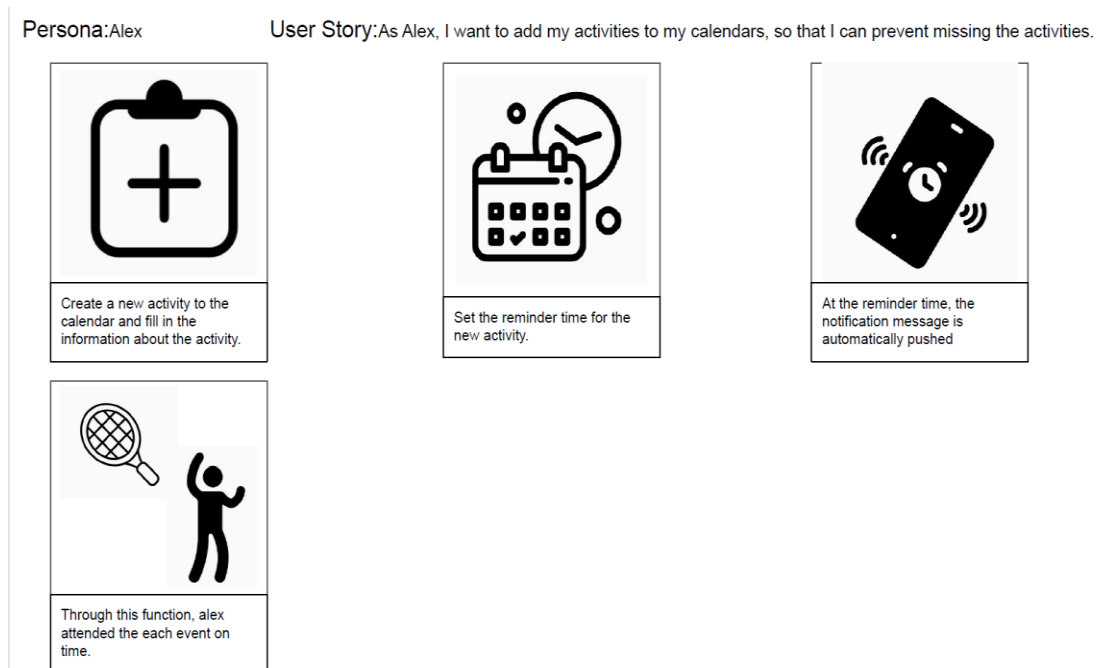 Persona:Alex
User Story:As Alex, I want to add my activities to my calendars, so that I can prevent missing the activities.
Create a new activity to the
calendar and fill in the
information about the activity.
Set the reminder time for the
new activity.
At the reminder time, the
notification message is
automatically pushed
Through this function, alex
attended the each event on
time.